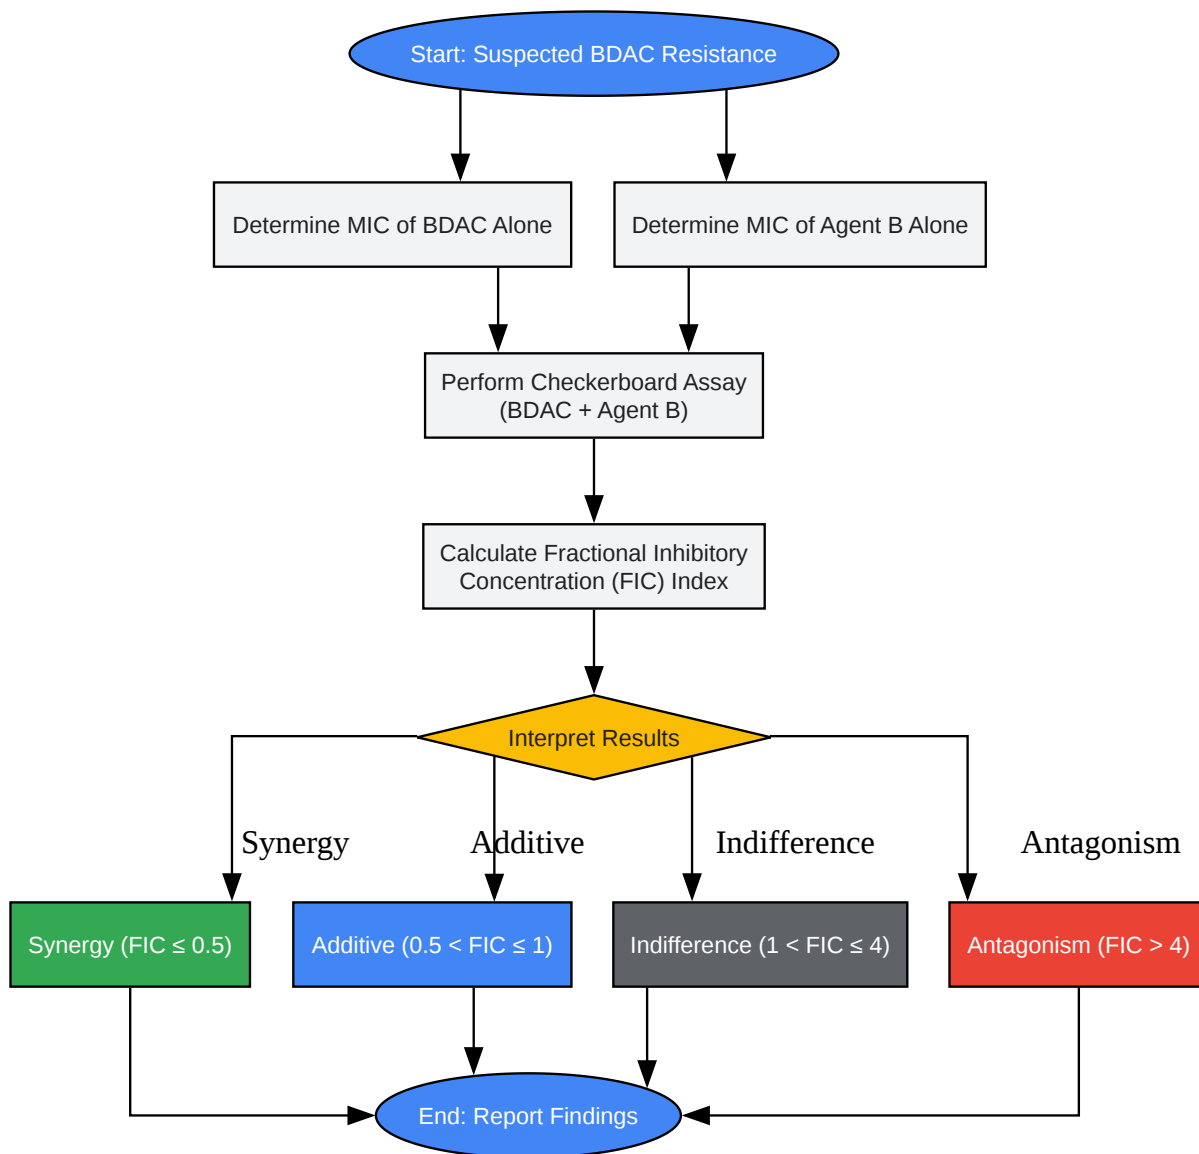 Start: Suspected BDAC Resistance
Determine MIC of BDAC Alone
Determine MIC of Agent B Alone
Perform Checkerboard Assay
(BDAC + Agent B)
Calculate Fractional Inhibitory
Concentration (FIC) Index
Interpret Results
Synergy
Additive
Indifference
Antagonism
Synergy (FIC ≤ 0.5)
Additive (0.5 < FIC ≤ 1)
Indifference (1 < FIC ≤ 4)
Antagonism (FIC > 4)
End: Report Findings